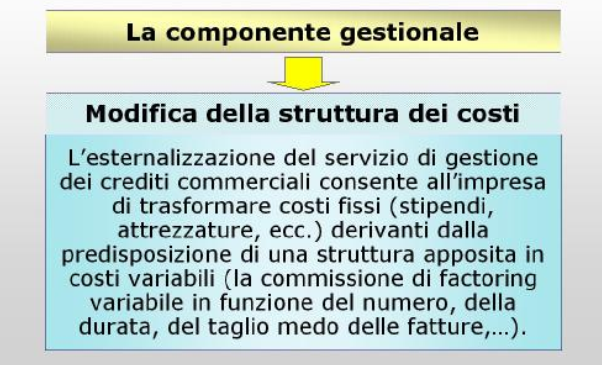 La componente gestionale
Modifica della struttura dei costi
L'esternalizzazione del servizio di gestione
dei crediti commerciali consente all'impresa
di trasformare costi fissi (stipendi,
attrezzature, ecc.) derivanti dalla
predisposizione di una struttura apposita in
costi variabili (la commissione di factoring
variabile in funzione del numero, della
durata, del taglio medo delle fatture,...).